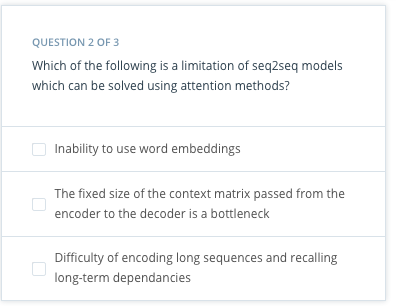 QUESTION 2 OF 3
Which of the following is a limitation of seq2seq models
which can be solved using attention methods?
Inability to use word embeddings
The fixed size of the context matrix passed from the
encoder to the decoder is a bottleneck
Difficulty of encoding long sequences and recalling
long-term dependancies